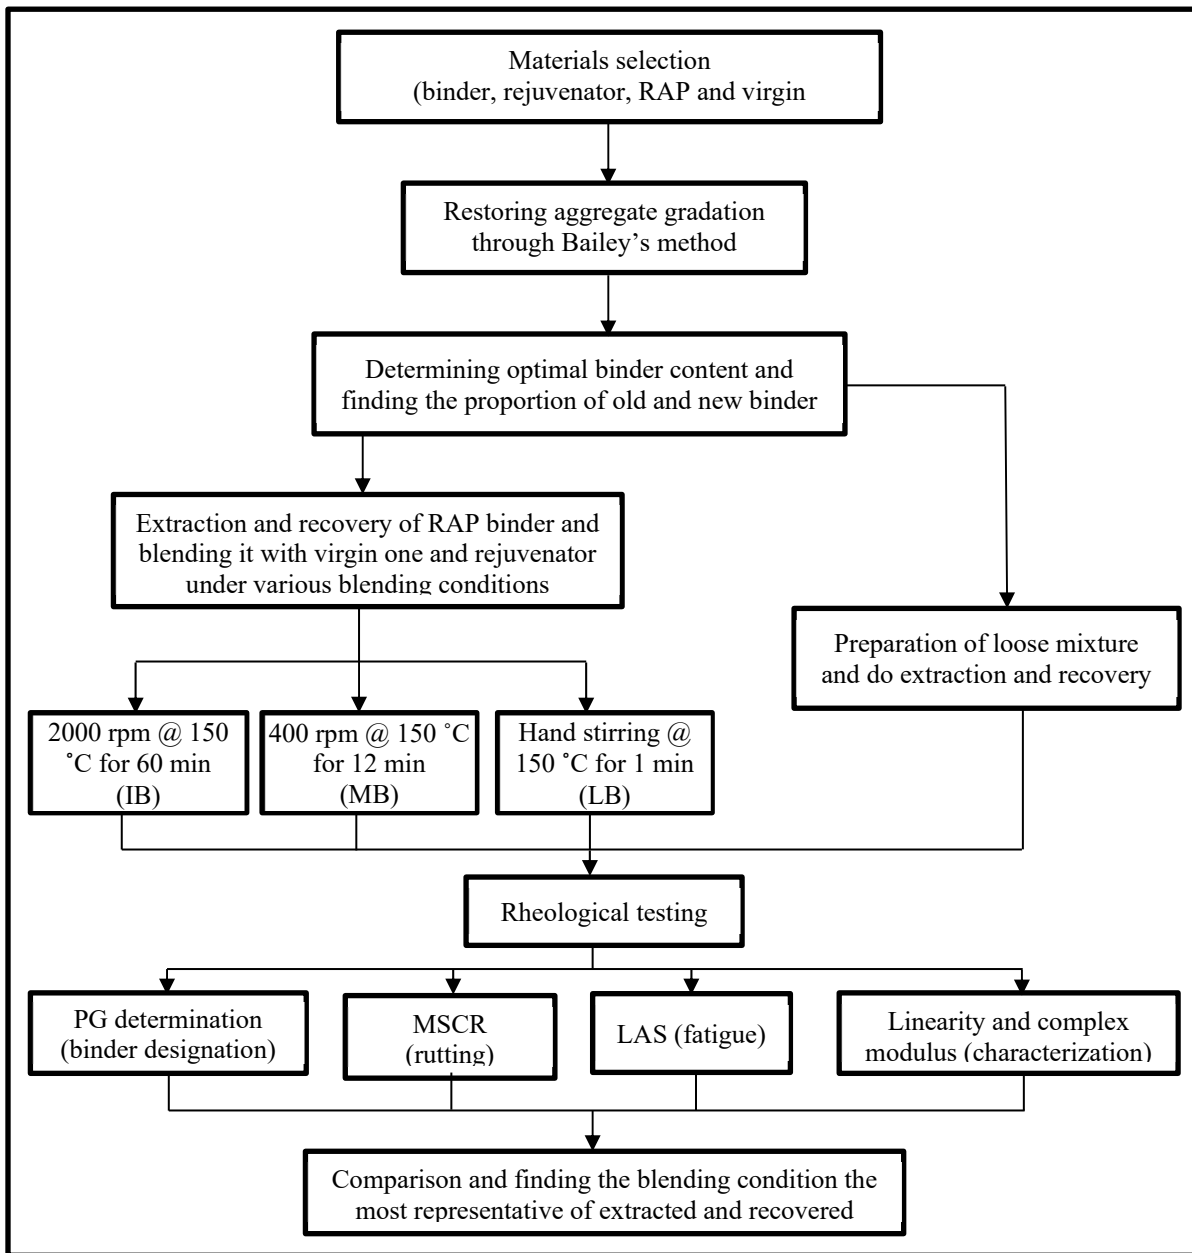 Materials selection
(binder, rejuvenator, RAP and virgin
Restoring aggregate gradation
through Bailey’s method
Determining optimal binder content and
finding the proportion of old and new binder
Extraction and recovery of RAP binder and
blending it with virgin one and rejuvenator
under various blending conditions
Preparation of loose mixture
and do extraction and recovery
2000 rpm @ 150
˚C for 60 min
(IB)
400 rpm @ 150 ˚C
for 12 min
(MB)
Hand stirring @
150 ˚C for 1 min
(LB)
Rheological testing
PG determination
(binder designation)
MSCR
(rutting)
LAS (fatigue)
Linearity and complex
modulus (characterization)
Comparison and finding the blending condition the
most representative of extracted and recovered